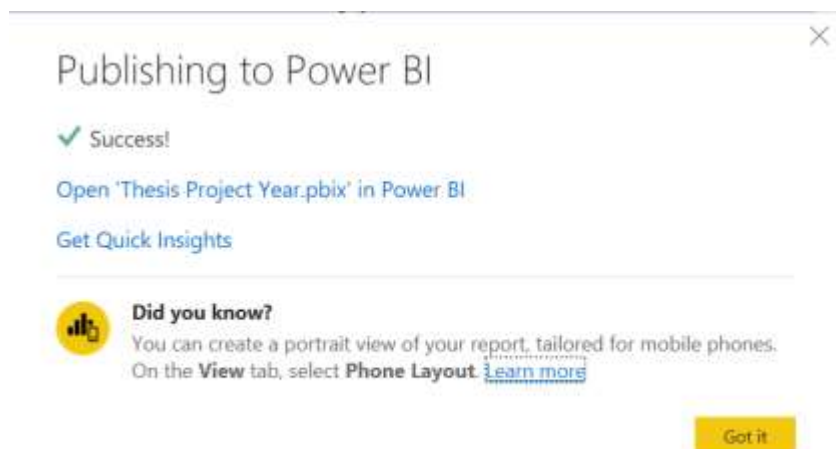 Publishing to Power BI
Success!
Open 'Thesis Project Year.pbix' in Power BI
Get Quick Insights
Did you know?
You can create a portrait view of your report, tailored for mobile phones.
On the View tab, select Phone Layout. Learn more
Got it